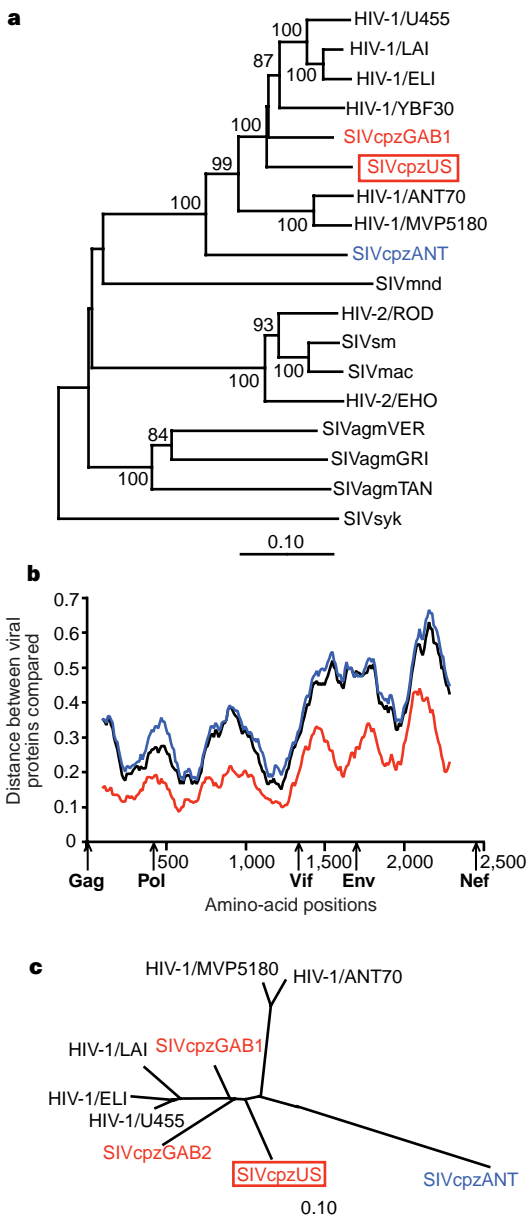 a
HIV-1/U455
100
87
HIV-1/LAI
100
HIV-1/ELI
HIV-1/YBF30
100
SIVcpzGAB1
99
SIVcpzUS
100
HIV-1/ANT70
100
HIV-1/MVP5180
SIVcpzANT
SIVmnd
HIV-2/ROD
93
SIVsm
100
100
SIVmac
HIV-2/EHO
84
SIVagmVER
SIVagmGRI
100
SIVagmTAN
SIVsyk
0.10
b
Distance between viral
proteins compared
0.7
0.6
0.5
0.4
0.3
0.2
0.1
0
500
1,000
1,500
2,000
2,500
Gag
Pol
Vif
Env
Nef
Amino-acid positions
c
HIV-1/MVP5180
HIV-1/ANT70
HIV-1/LAI
SIVcpzGAB1
HIV-1/ELI
HIV-1/U455
SIVcpzGAB2
SIVcpzUS
SIVcpzANT
0.10